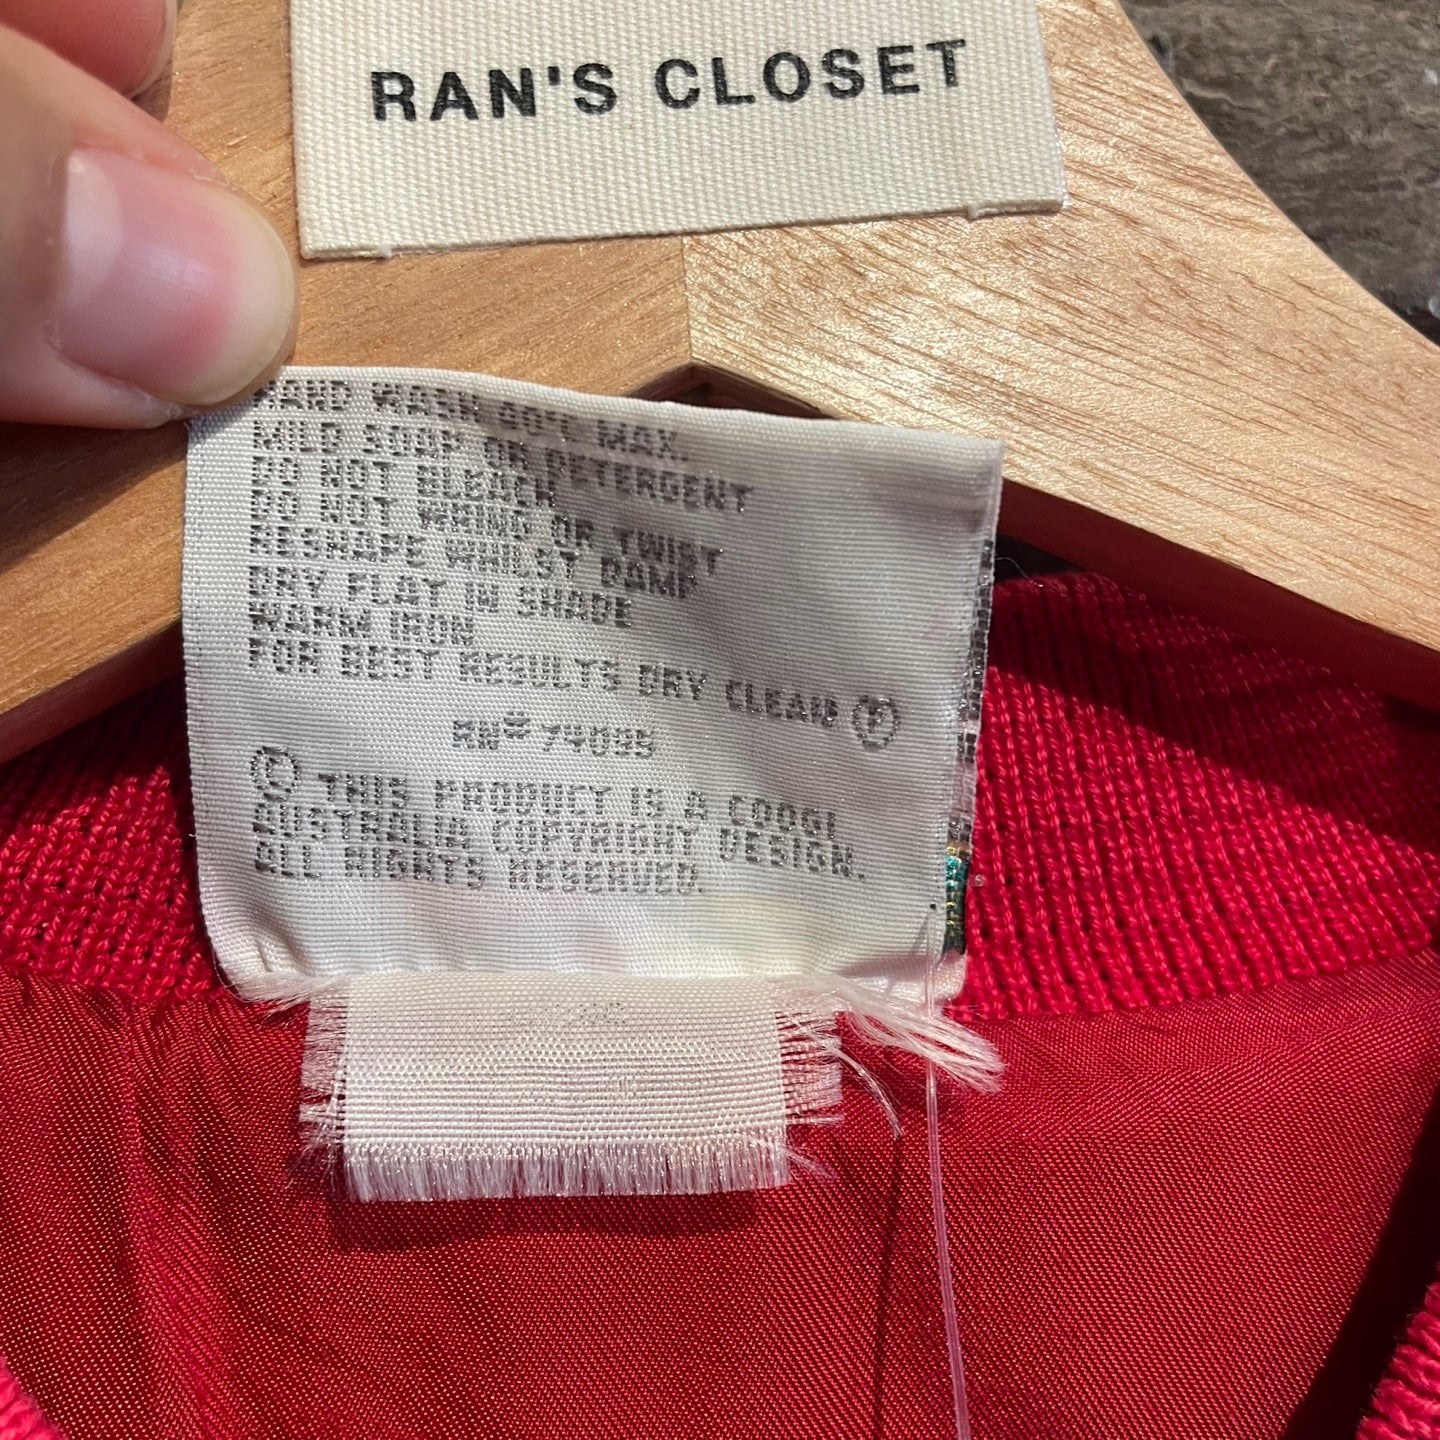 RAN'S CLOSET
HAND WASH 40°C MAX.
MILD SOAP OR DETERGENT
DO NOT BLEACH
DO NOT WRING OR TWIST
RESHAPE WHILST DAMP
DRY FLAT IN SHADE
WARM IRON
FOR BEST RESULTS DRY CLEAN Ⓟ
RN# 74095
© THIS PRODUCT IS A COOGI
AUSTRALIA COPYRIGHT DESIGN.
ALL RIGHTS RESERVED.